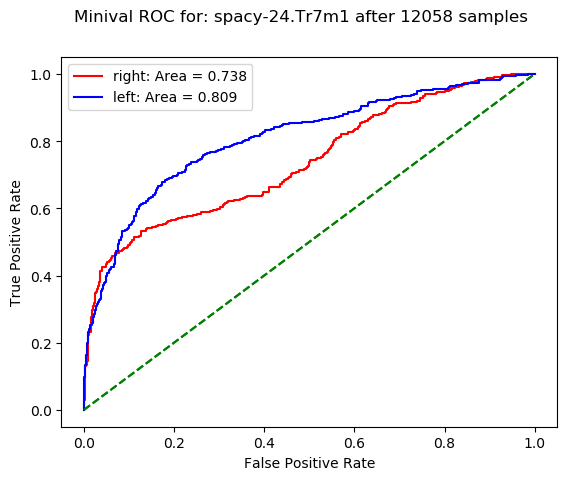 Minival ROC for: spacy-24.Tr7m1 after 12058 samples
right: Area = 0.738
left: Area = 0.809
True Positive Rate
1.0
0.8
0.6
0.4
0.2
0.0
0.0 0.2 0.4 0.6 0.8 1.0
False Positive Rate